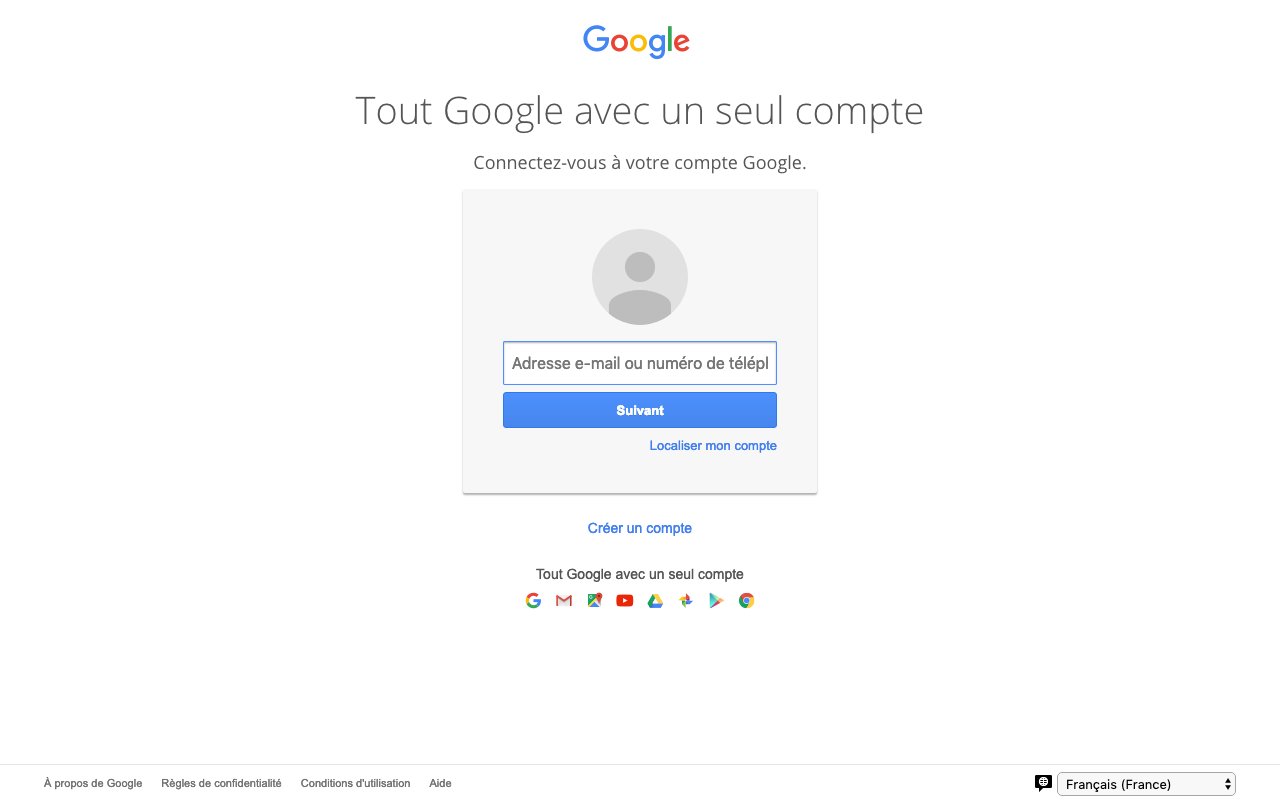 Google
Tout Google avec un seul compte
Connectez-vous à votre compte Google.
Adresse e-mail ou numéro de télépl
Suivant
Localiser mon compte
Créer un compte
Tout Google avec un seul compte
À propos de Google Règles de confidentialité Conditions d'utilisation Aide Français (France)